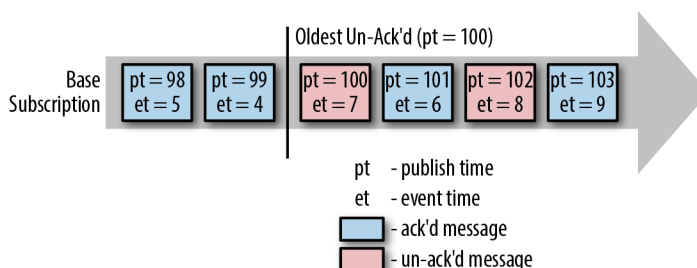 Oldest Un-Ack'd (pt = 100)
Base
Subscription
pt = 98
et = 5
pt = 99
et = 4
pt = 100
et = 7
pt = 101
et = 6
pt = 102
et = 8
pt = 103
et = 9
pt - publish time
et - event time
- ack'd message
- un-ack'd message